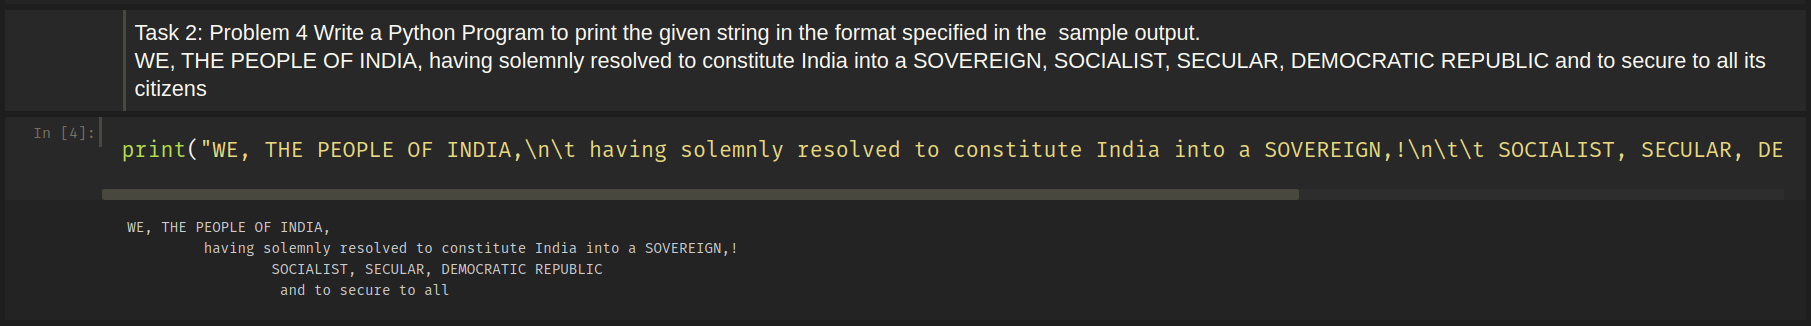 Task 2: Problem 4 Write a Python Program to print the given string in the format specified in the  sample output.
WE, THE PEOPLE OF INDIA, having solemnly resolved to constitute India into a SOVEREIGN, SOCIALIST, SECULAR, DEMOCRATIC REPUBLIC and to secure to all its
citizens
In [4]:
print("WE, THE PEOPLE OF INDIA,\n\t having solemnly resolved to constitute India into a SOVEREIGN,!\n\t\t SOCIALIST, SECULAR, DE
WE, THE PEOPLE OF INDIA,
         having solemnly resolved to constitute India into a SOVEREIGN,!
                 SOCIALIST, SECULAR, DEMOCRATIC REPUBLIC
                  and to secure to all